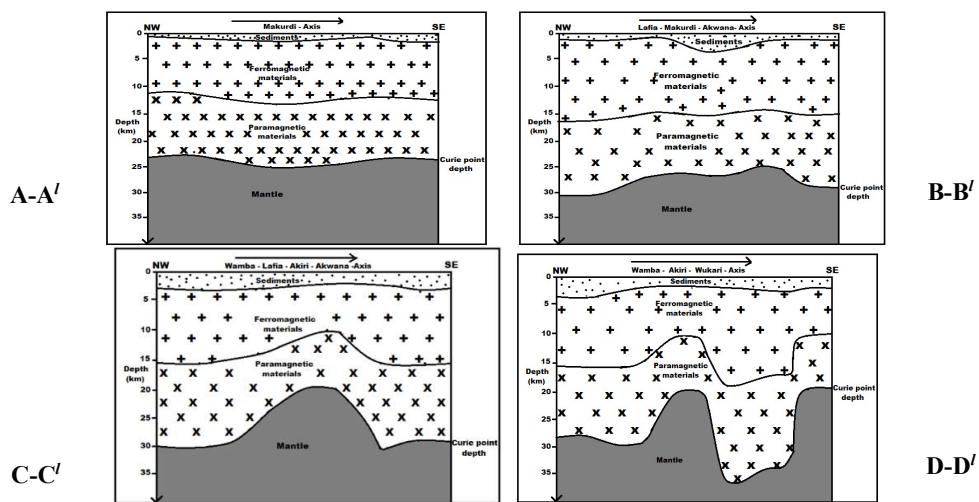 NW
SE
Makurdi - Axis
Sediments
Ferromagnetic
materials
Paramagnetic
materials
Mantle
Depth
(km)
0
5
10
15
20
25
30
35
Curie point
depth
A-A^l
NW
SE
Lafia - Makurdi - Akwana- Axis
Sediments
Ferromagnetic
materials
Paramagnetic
materials
Mantle
Depth
(km)
0
5
10
15
20
25
30
35
Curie point
depth
B-B^l
NW
SE
Wamba - Lafia - Akiri - Akwana -Axis
Sediments
Ferromagnetic
materials
Paramagnetic
materials
Mantle
Depth
(km)
0
5
10
15
20
25
30
35
Curie point
depth
C-C^l
NW
SE
Wamba - Akiri - Wukari - Axis
Sediments
Ferromagnetic
materials
Paramagnetic
materials
Mantle
Depth
(km)
0
5
10
15
20
25
30
35
Curie point
depth
D-D^l